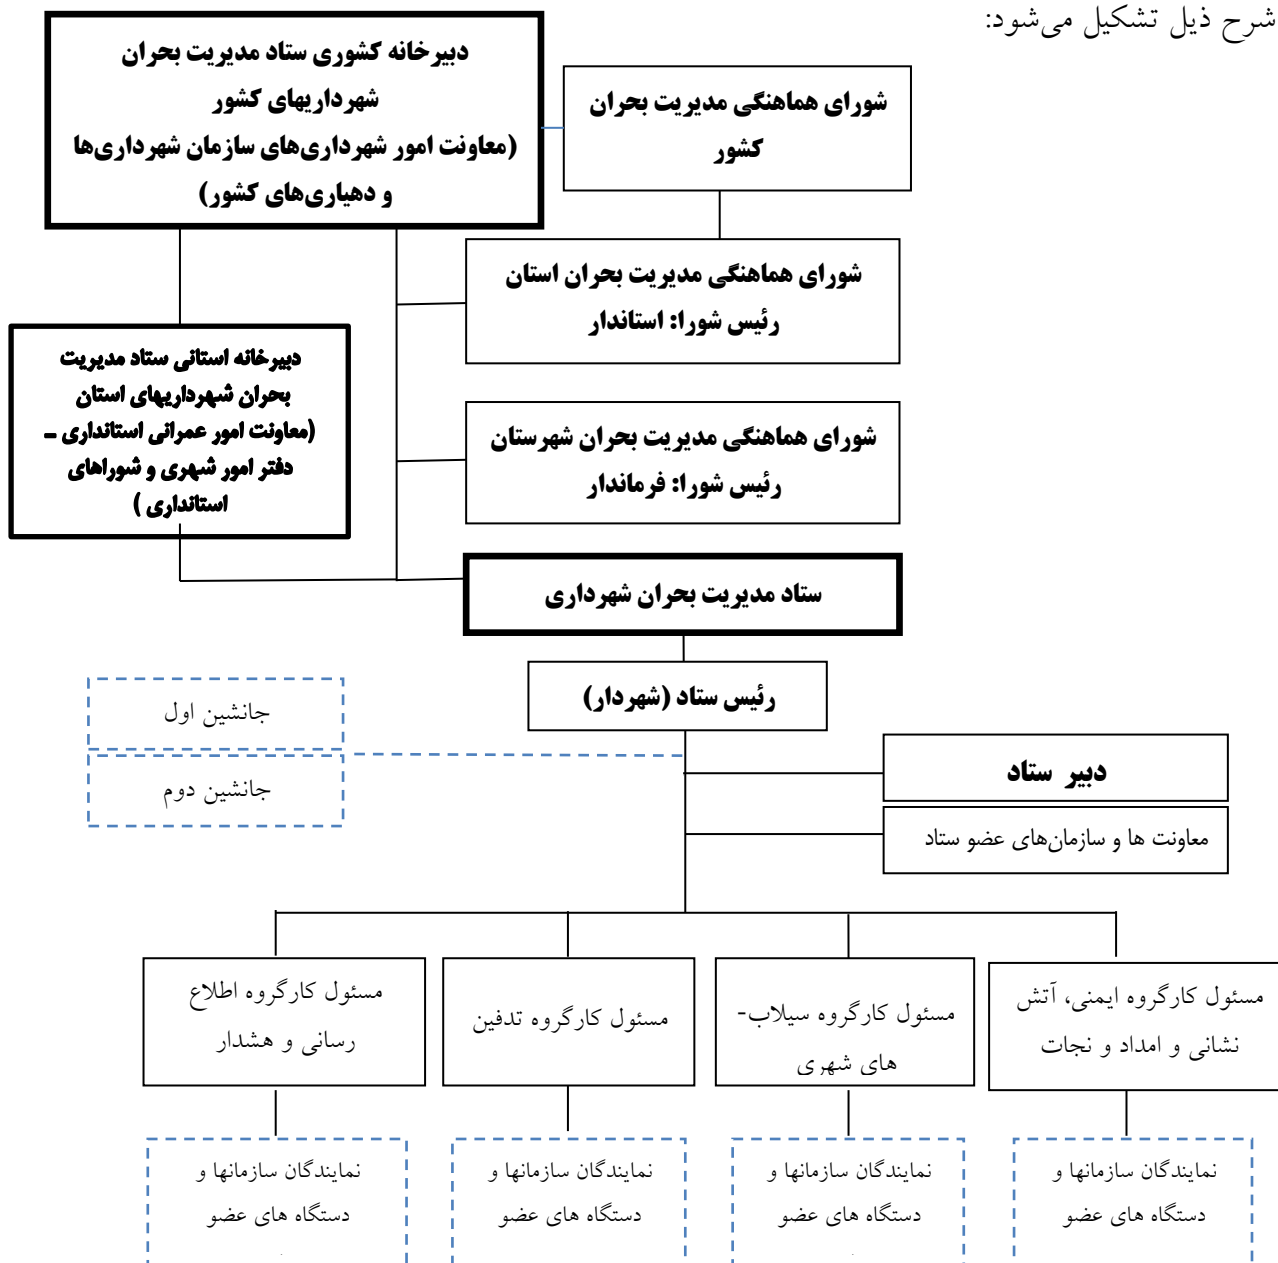 شرح ذیل تشکیل می‌شود:
دبیرخانه کشوری ستاد مدیریت بحران
شهرداریهای کشور
(معاونت امور شهرداری‌های سازمان شهرداری‌ها
و دهیاری‌های کشور)
شورای هماهنگی مدیریت بحران
کشور
شورای هماهنگی مدیریت بحران استان
رئیس شورا: استاندار
دبیرخانه استانی ستاد مدیریت
بحران شهرداریهای استان
(معاونت امور عمرانی استانداری ـ
دفتر امور شهری و شوراهای
استانداری )
شورای هماهنگی مدیریت بحران شهرستان
رئیس شورا: فرماندار
ستاد مدیریت بحران شهرداری
رئیس ستاد (شهردار)
جانشین اول
جانشین دوم
دبیر ستاد
معاونت ها و سازمان‌های عضو ستاد
مسئول کارگروه ایمنی، آتش
نشانی و امداد و نجات
مسئول کارگروه سیلاب-
های شهری
مسئول کارگروه تدفین
مسئول کارگروه اطلاع
رسانی و هشدار
نمایندگان سازمانها و
دستگاه های عضو
نمایندگان سازمانها و
دستگاه های عضو
نمایندگان سازمانها و
دستگاه های عضو
نمایندگان سازمانها و
دستگاه های عضو